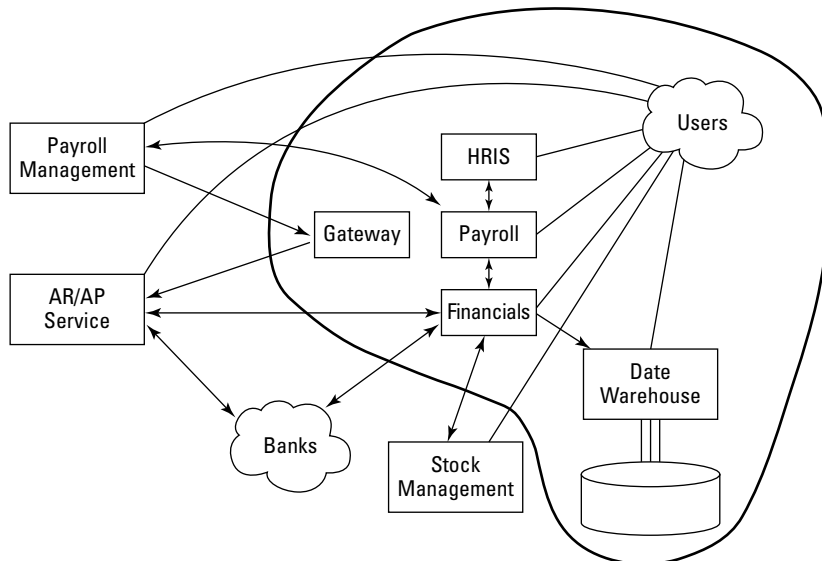 Users
Payroll
Management
HRIS
Gateway
Payroll
AR/AP
Service
Financials
Date
Warehouse
Banks
Stock
Management